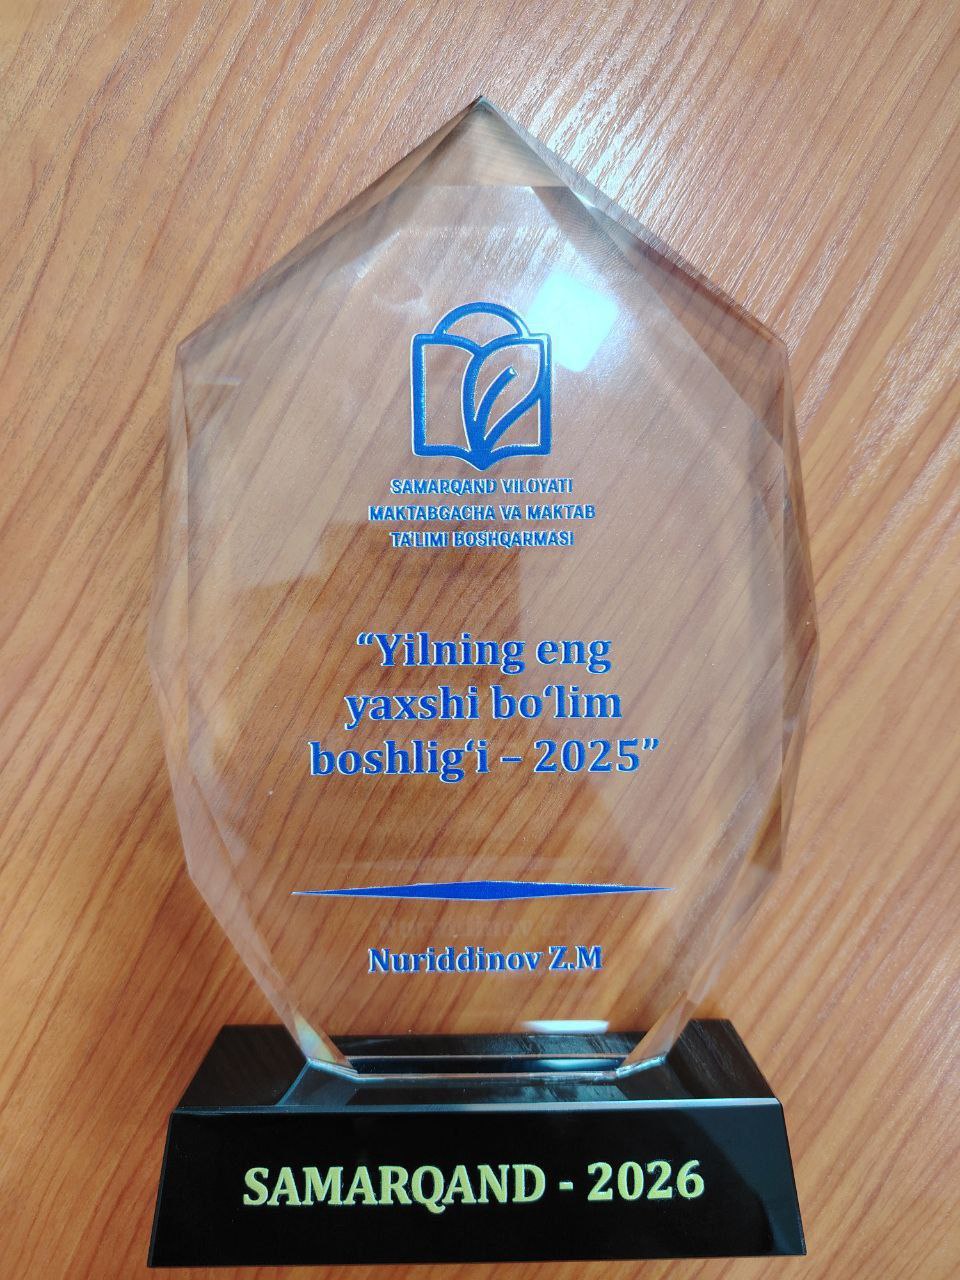 SAMARQAND VILOYATI
MAKTABGACHA VA MAKTAB
TA'LIMI BOSHQARMASI
“Yilning eng
yaxshi bo‘lim
boshlig‘i – 2025”
Nuriddinov Z.M
SAMARQAND - 2026